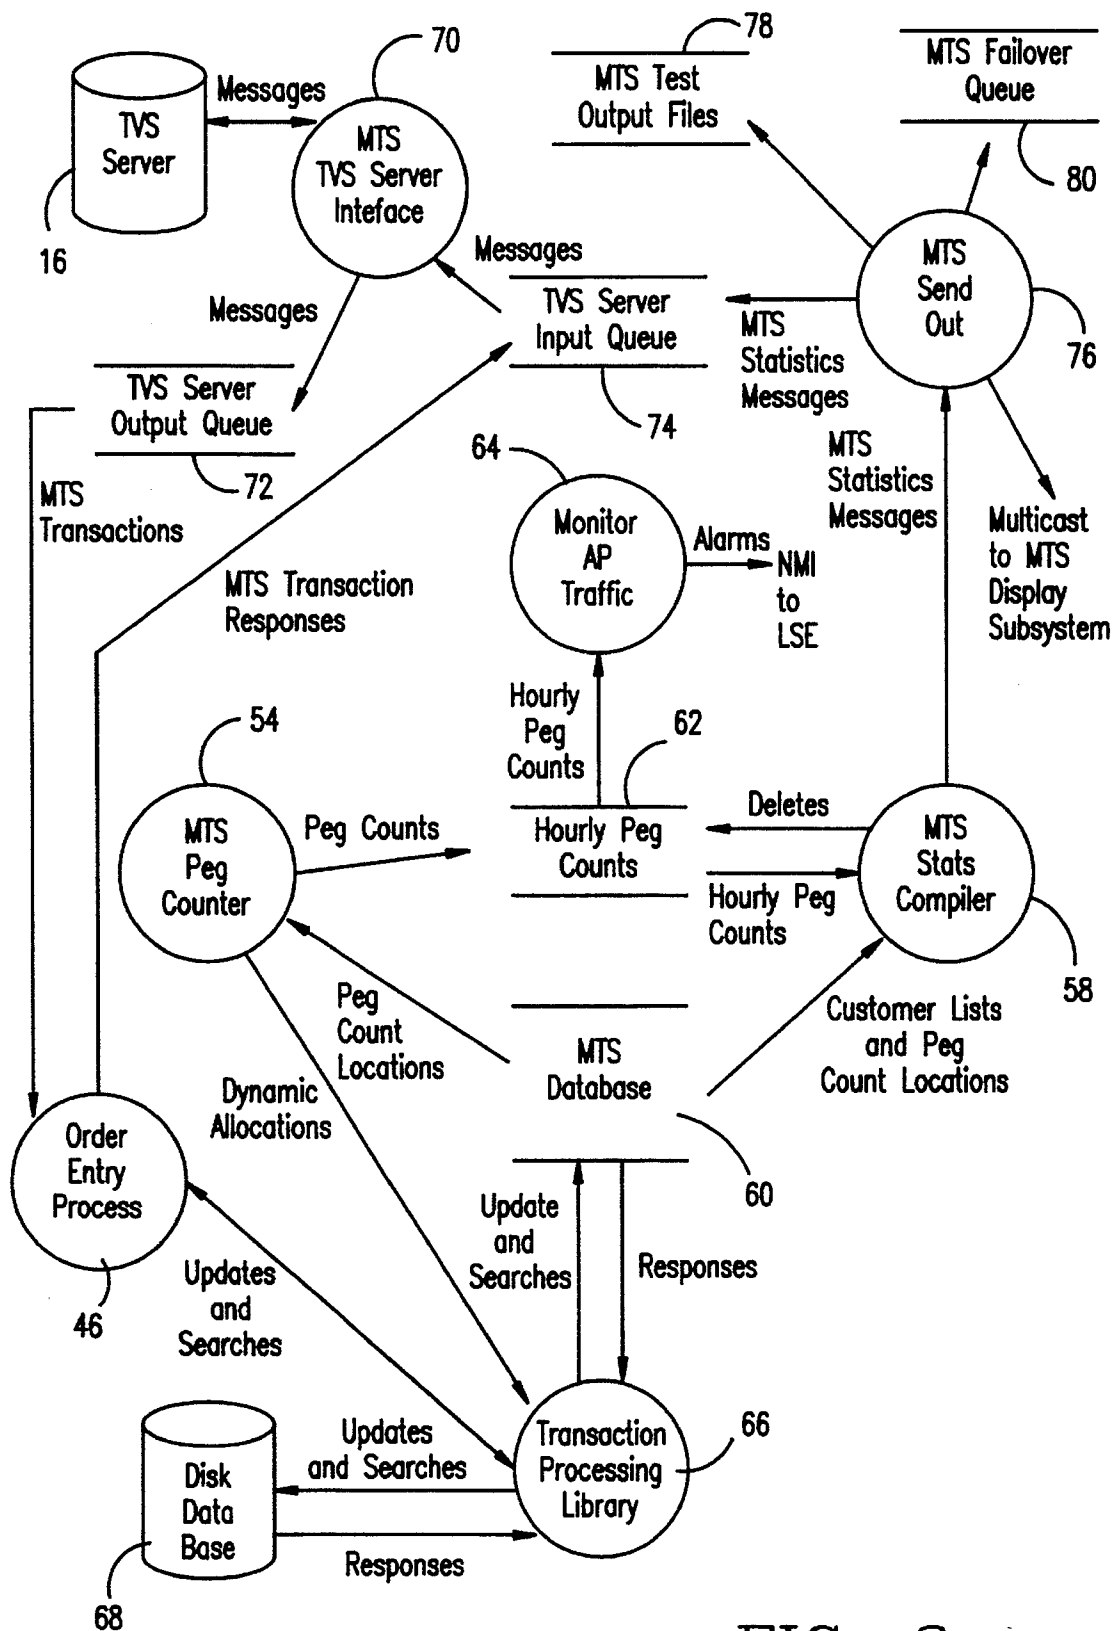 70
78
MTS Failover
Queue
80
Messages
TVS
Server
16
MTS
TVS Server
Inteface
MTS Test
Output Files
MTS
Send
Out
76
Messages
Messages
TVS Server
Input Queue
74
MTS
Statistics
Messages
TVS Server
Output Queue
72
MTS
Transactions
64
Monitor
AP
Traffic
Alarms
NMI
to
LSE
MTS
Statistics
Messages
Multicast
to MTS
Display
Subsystem
MTS Transaction
Responses
54
Hourly
Peg
Counts
62
MTS
Peg
Counter
Peg Counts
Hourly Peg
Counts
Deletes
Hourly Peg
Counts
MTS
Stats
Compiler
58
Peg
Count
Locations
MTS
Database
60
Customer Lists
and Peg
Count Locations
Dynamic
Allocations
Order
Entry
Process
46
Updates
and
Searches
Update
and
Searches
Responses
Transaction
Processing
Library
66
Updates
and Searches
Disk
Data
Base
68
Responses